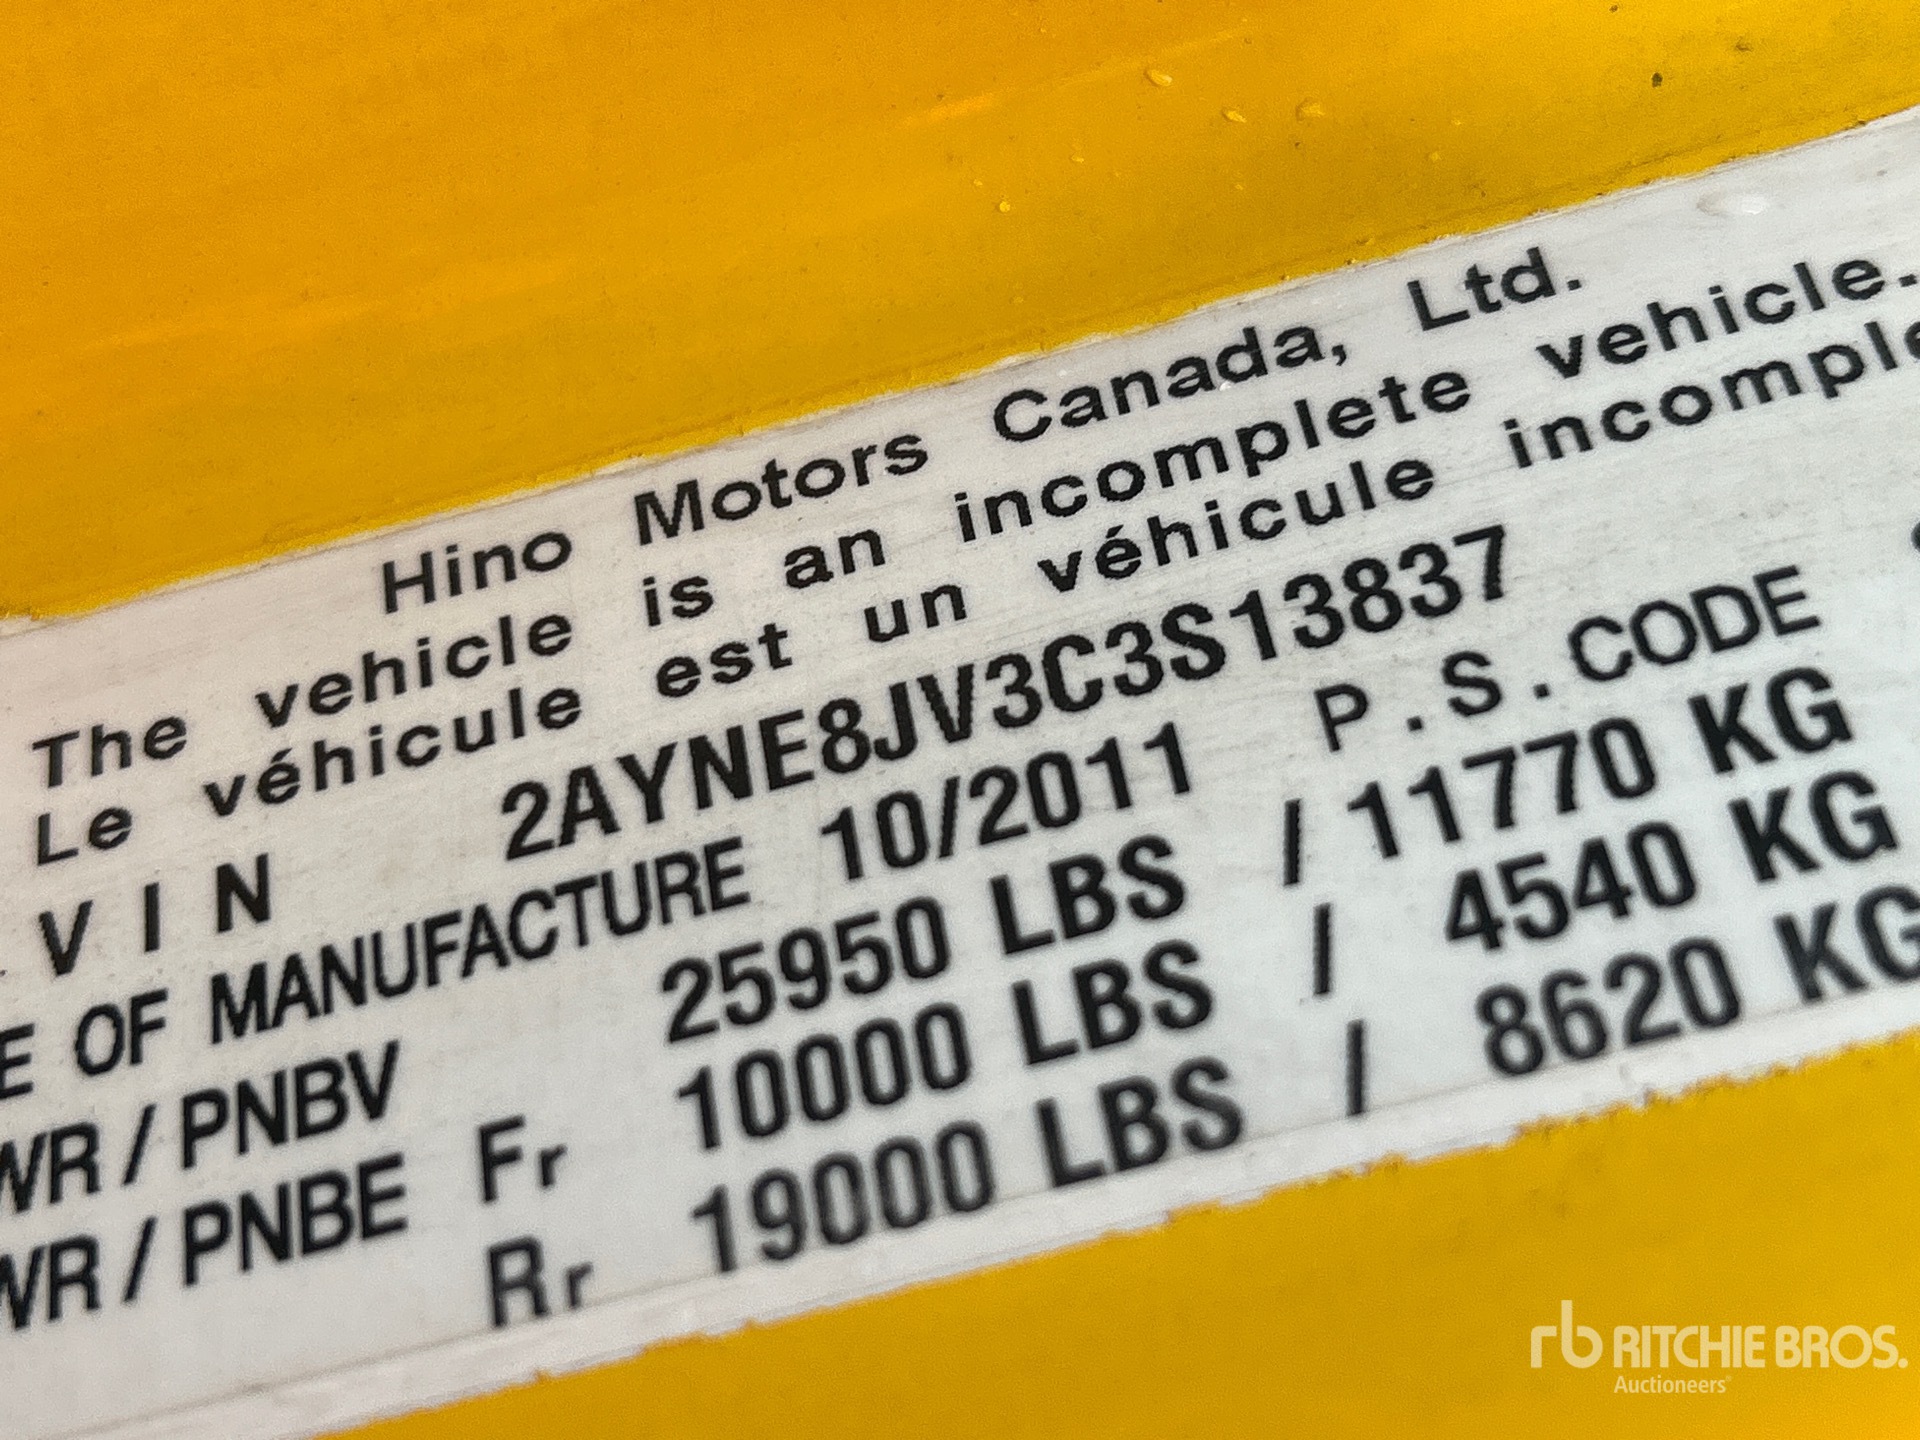 Hino Motors Canada, Ltd.
The vehicle is an incomplete vehicle.
Le véhicule est un véhicule
VIN 2AYNE8JV3C3S13837
OF MANUFACTURE 10/2011 P.S.CODE
WR / PNBV 25950 LBS / 11770 KG
WR / PNBE Fr 10000 LBS / 4540 KG
Rr 19000 LBS / 8620 KG
rb RITCHIE BROS.
Auctioneers